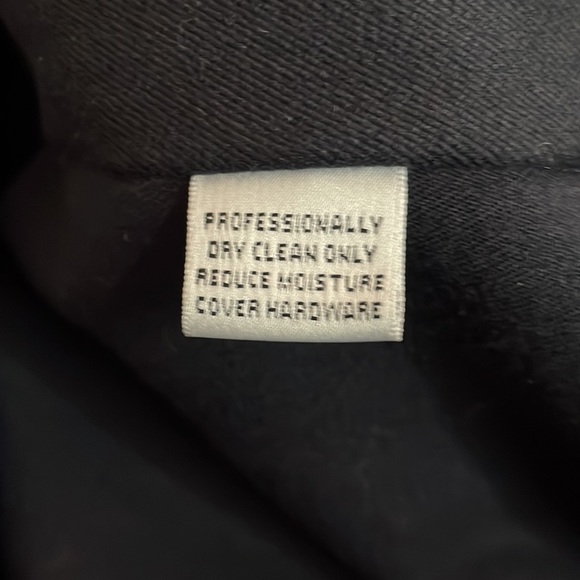 PROFESSIONALLY
DRY CLEAN ONLY
REDUCE MOISTURE
COVER HARDWARE